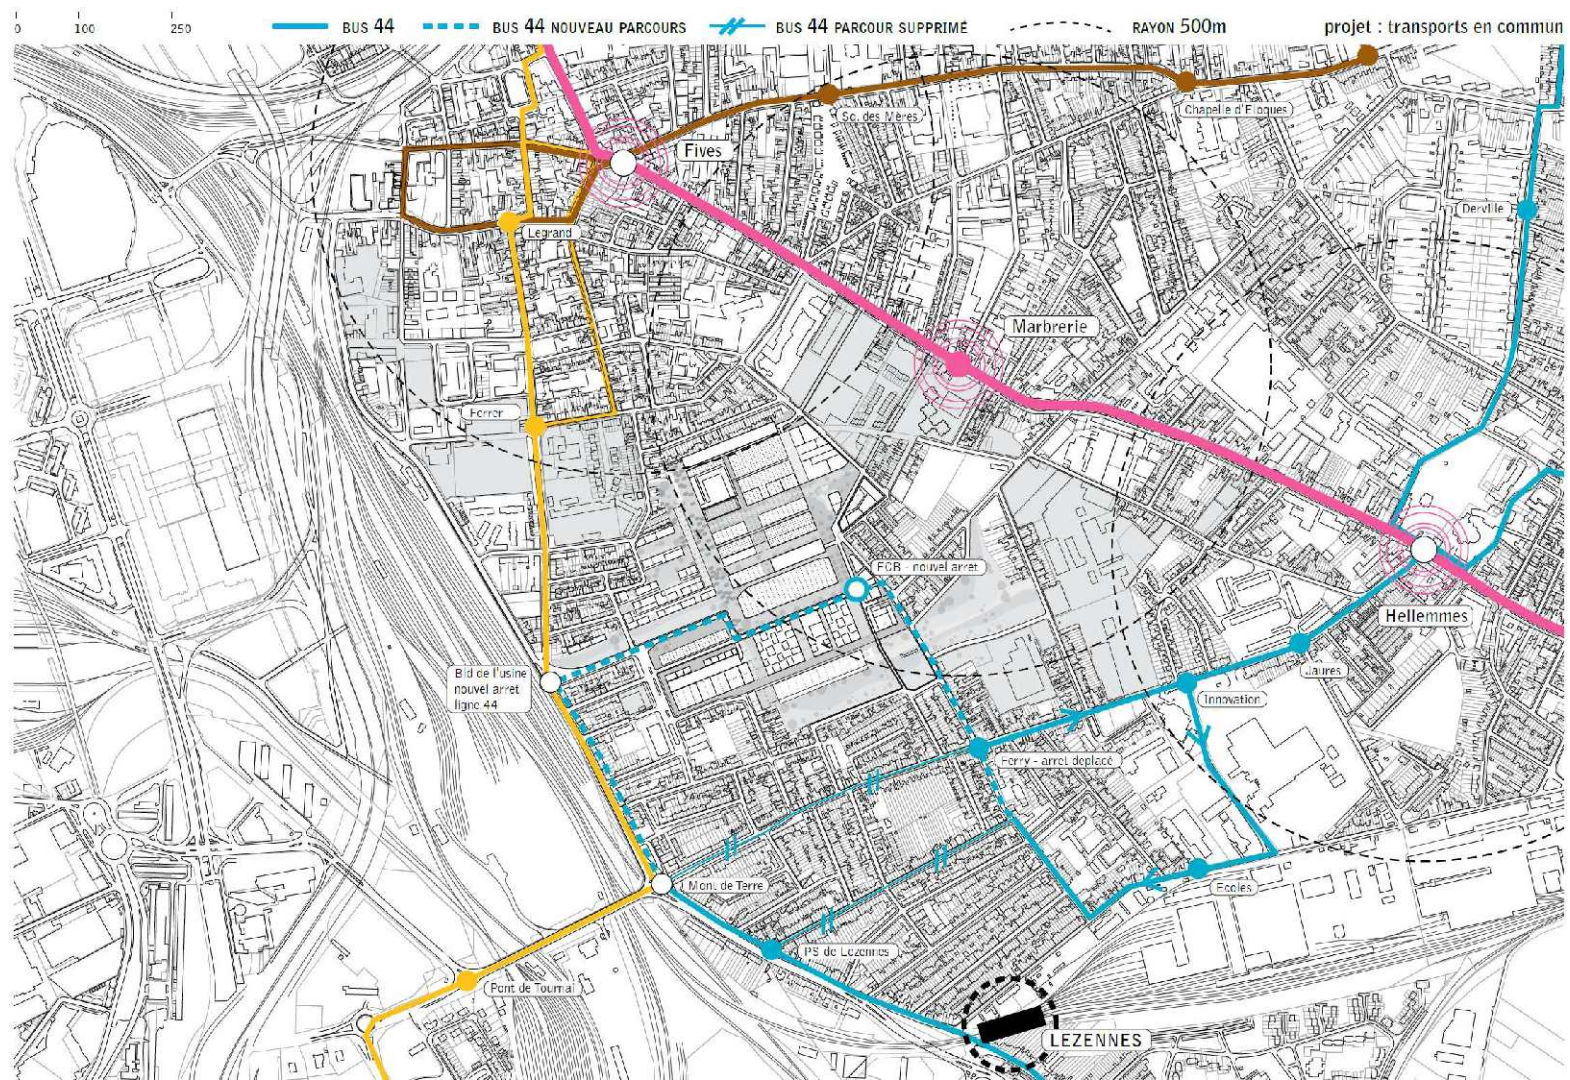 0 100 250
BUS 44
BUS 44 NOUVEAU PARCOURS
BUS 44 PARCOUR SUPPRIMÉ
RAYON 500m
projet : transports en commun
Sq. des Mères
Chapelle d'Eloques
Fives
Derville
Legrand
Marbrerie
Ferrer
FCB - nouvel arret
Hellemmes
Bld de l'usine
nouvel arret
ligne 44
Jaures
Innovation
Ferry - arret deplacé
Mont de Terre
Ecoles
PS de Lezennes
Pont de Tournai
LEZENNES